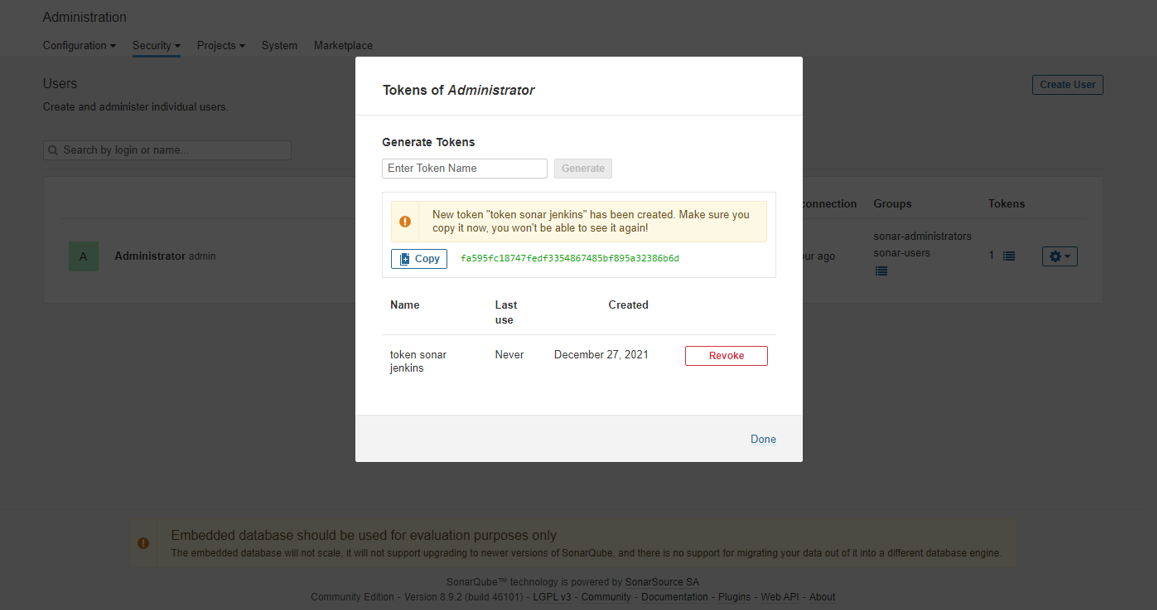 Administration
Configuration Security Projects System Marketplace
Users
Create and administer individual users.
Create User
Search by login or name...
connection Groups Tokens
A Administrator admin
ur ago
sonar-administrators
sonar-users
1
Tokens of Administrator
Generate Tokens
Enter Token Name Generate
New token "token sonar jenkins" has been created. Make sure you
copy it now, you won't be able to see it again!
Copy fa595fc18747fedf3354867485bf895a32386b6d
Name Last use Created
token sonar jenkins Never December 27, 2021 Revoke
Done
Embedded database should be used for evaluation purposes only
The embedded database will not scale, it will not support upgrading to newer versions of SonarQube, and there is no support for migrating your data out of it into a different database engine.
SonarQube™ technology is powered by SonarSource SA
Community Edition - Version 8.9.2 (build 46101) - LGPL v3 - Community - Documentation - Plugins - Web API - About